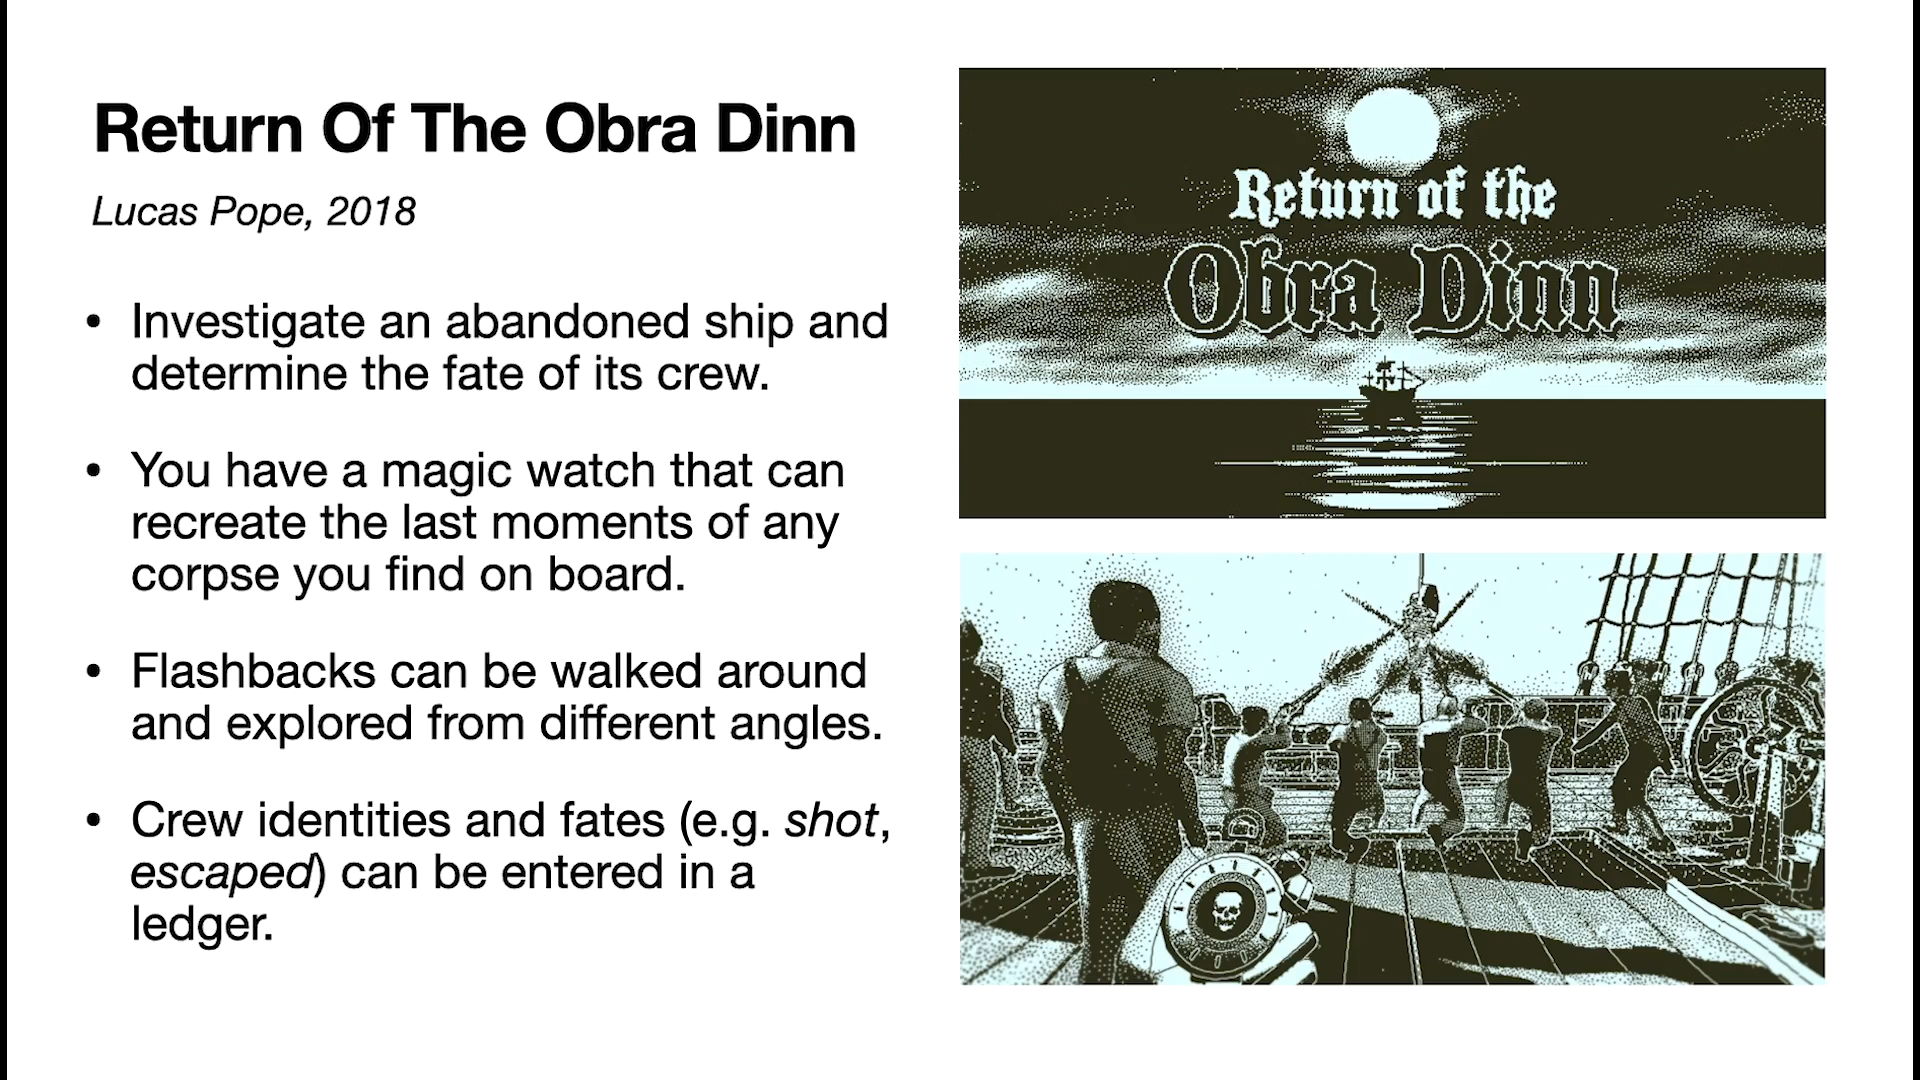 Return Of The Obra Dinn
Lucas Pope, 2018
• Investigate an abandoned ship and
determine the fate of its crew.
• You have a magic watch that can
recreate the last moments of any
corpse you find on board.
• Flashbacks can be walked around
and explored from different angles.
• Crew identities and fates (e.g. shot,
escaped) can be entered in a
ledger.
Return of the
Obra Dinn